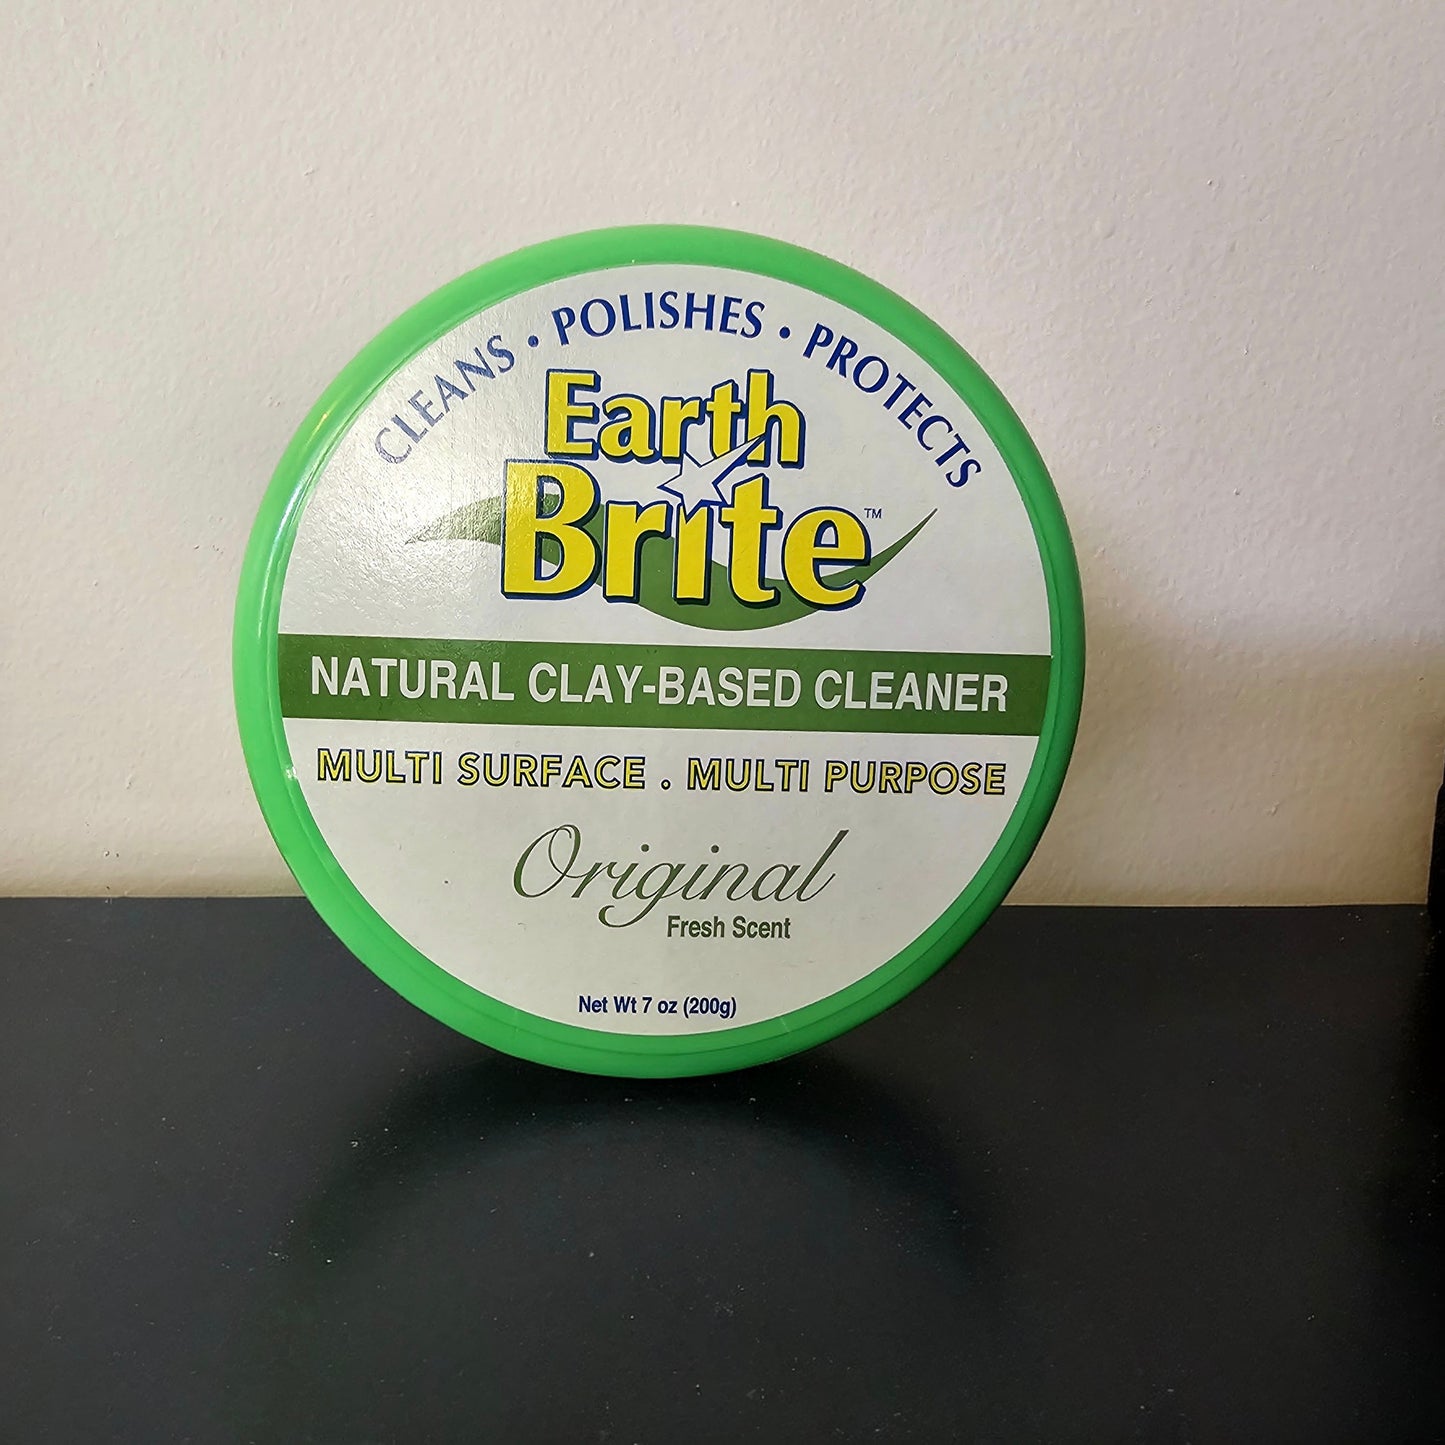 CLEANS • POLISHES • PROTECTS
Earth
Brite™
NATURAL CLAY-BASED CLEANER
MULTI SURFACE . MULTI PURPOSE
Original
Fresh Scent
Net Wt 7 oz (200g)